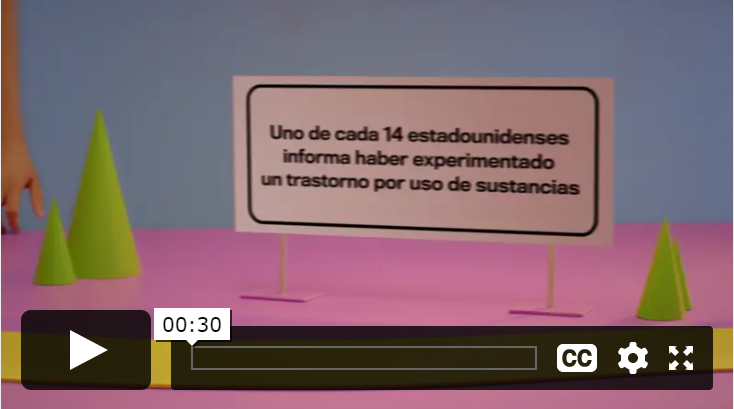 Uno de cada 14 estadounidenses
informa haber experimentado
un trastorno por uso de sustancias
00:30
CC